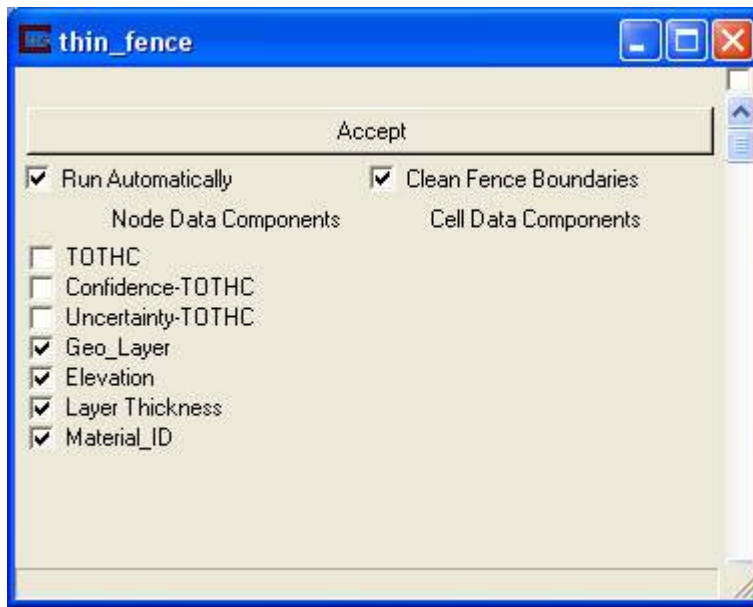 thin_fence
Accept
Run Automatically Clean Fence Boundaries
Node Data Components Cell Data Components
TOTHC
Confidence-TOTHC
Uncertainty-TOTHC
Geo_Layer
Elevation
Layer Thickness
Material_ID